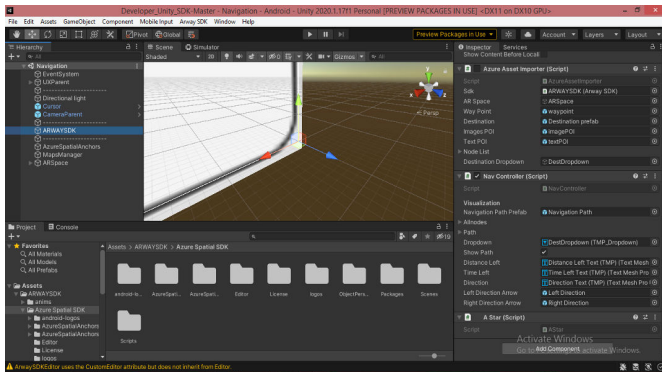 Developer_Unity_SDK-Master - Navigation - Android - Unity 2020.1.17f1 Personal [PREVIEW PACKAGES IN USE] <DX11 on DX10 GPU>
File Edit Assets GameObject Component Mobile Input Arway SDK Window Help
Pivot Global Preview Packages in Use Account Layers Layout
Hierarchy
All
Navigation
EventSystem
UXParent
----------------------
Directional light
Cursor
CameraParent
----------------------
ARWAYSDK
----------------------
AzureSpatialAnchors
MapsManager
ARSpace
Scene Simulator
Shaded 2D Gizmos All
y
x
z
Persp
Project Console
19
Favorites
All Materials
All Models
All Prefabs
Assets
ARWAYSDK
anims
Azure Spatial SDK
android-logos
AzureSpatialAnchors
AzureSpatialAnchors
Editor
License
logos
Assets > ARWAYSDK > Azure Spatial SDK
android-lo... AzureSpati... AzureSpati... Editor License logos ObjectPers... Packages Scenes
Scripts
Inspector Services
Show Content Before Locali
Azure Asset Importer (Script)
Script AzureAssetImporter
Sdk ARWAYSDK (Arway SDK)
AR Space ARSpace
Way Point waypoint
Destination Destination prefab
Images POI imagePOI
Text POI textPOI
Node List
Destination Dropdown DestDropdown
Nav Controller (Script)
Script NavController
Visualization
Navigation Path Prefab Navigation Path
Allnodes
Path
Dropdown DestDropdown (TMP_Dropdown)
Show Path
Distance Left Distance Left Text (TMP) (Text Mesh Pro
Time Left Time Left Text (TMP) (Text Mesh Pro
Direction Direction Text (TMP) (Text Mesh Pro
Left Direction Arrow Left Direction
Right Direction Arrow Right Direction
A Star (Script)
Script AStar
Activate Windows
Add Component
ArwaySDKEditor uses the CustomEditor attribute but does not inherit from Editor.